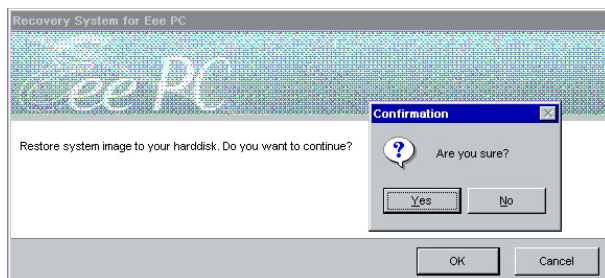 Recovery System for Eee PC
Eee PC
Confirmation
Restore system image to your harddisk. Do you want to continue?
Are you sure?
Yes
No
OK
Cancel